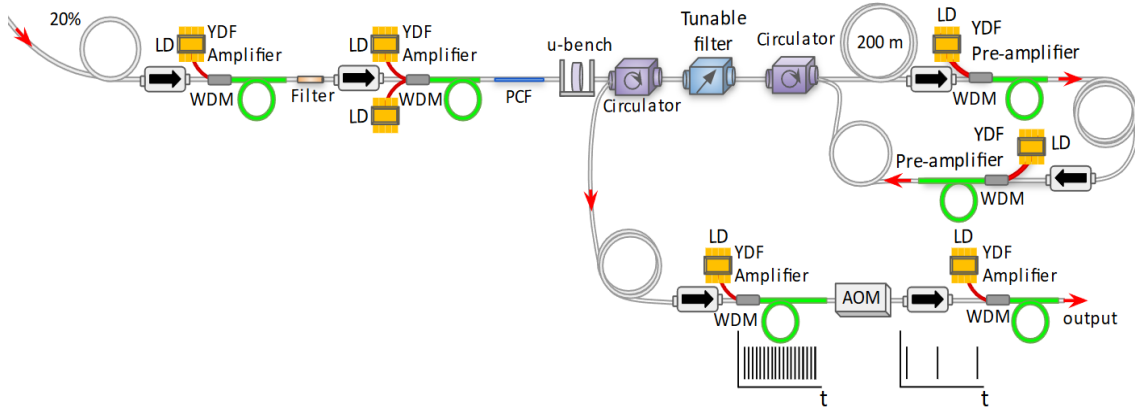 20%
LD
YDF
Amplifier
WDM
Filter
LD
YDF
Amplifier
LD
WDM
PCF
u-bench
Circulator
Tunable
filter
Circulator
200 m
LD
YDF
Pre-amplifier
WDM
YDF
LD
Pre-amplifier
WDM
LD
YDF
Amplifier
WDM
AOM
LD
YDF
Amplifier
WDM
output
t
t